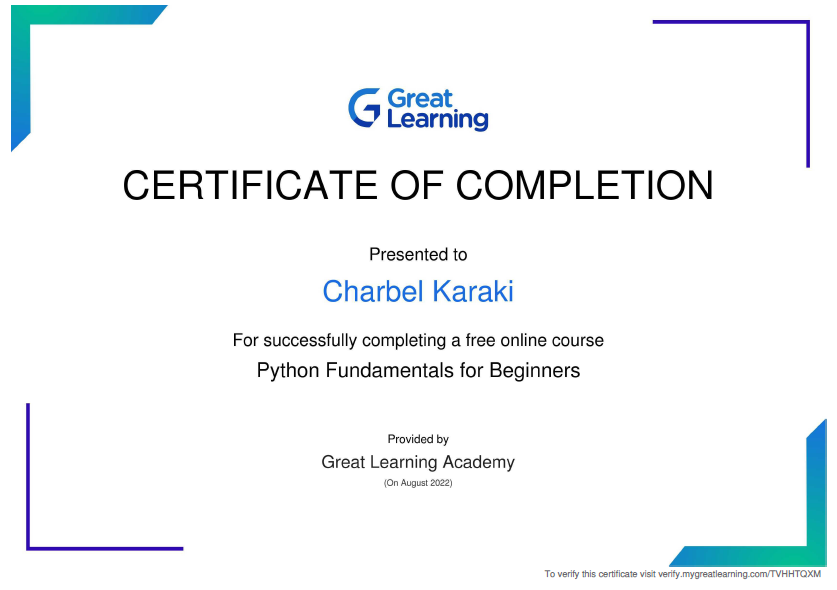 Great
Learning
CERTIFICATE OF COMPLETION
Presented to
Charbel Karaki
For successfully completing a free online course
Python Fundamentals for Beginners
Provided by
Great Learning Academy
(On August 2022)
To verify this certificate visit verify.mygreatlearning.com/TVHHTQXM